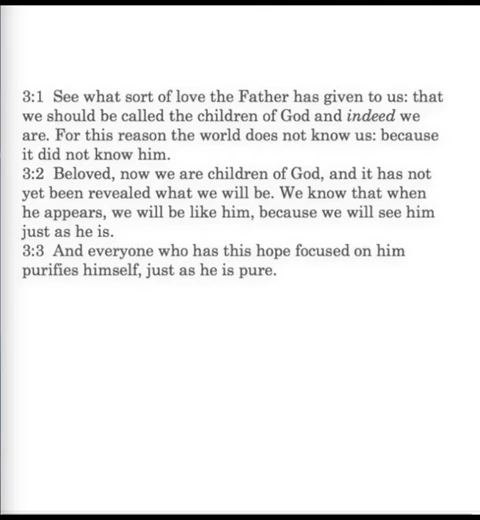 3:1 See what sort of love the Father has given to us: that
we should be called the children of God and indeed we
are. For this reason the world does not know us: because
it did not know him.
3:2 Beloved, now we are children of God, and it has not
yet been revealed what we will be. We know that when
he appears, we will be like him, because we will see him
just as he is.
3:3 And everyone who has this hope focused on him
purifies himself, just as he is pure.